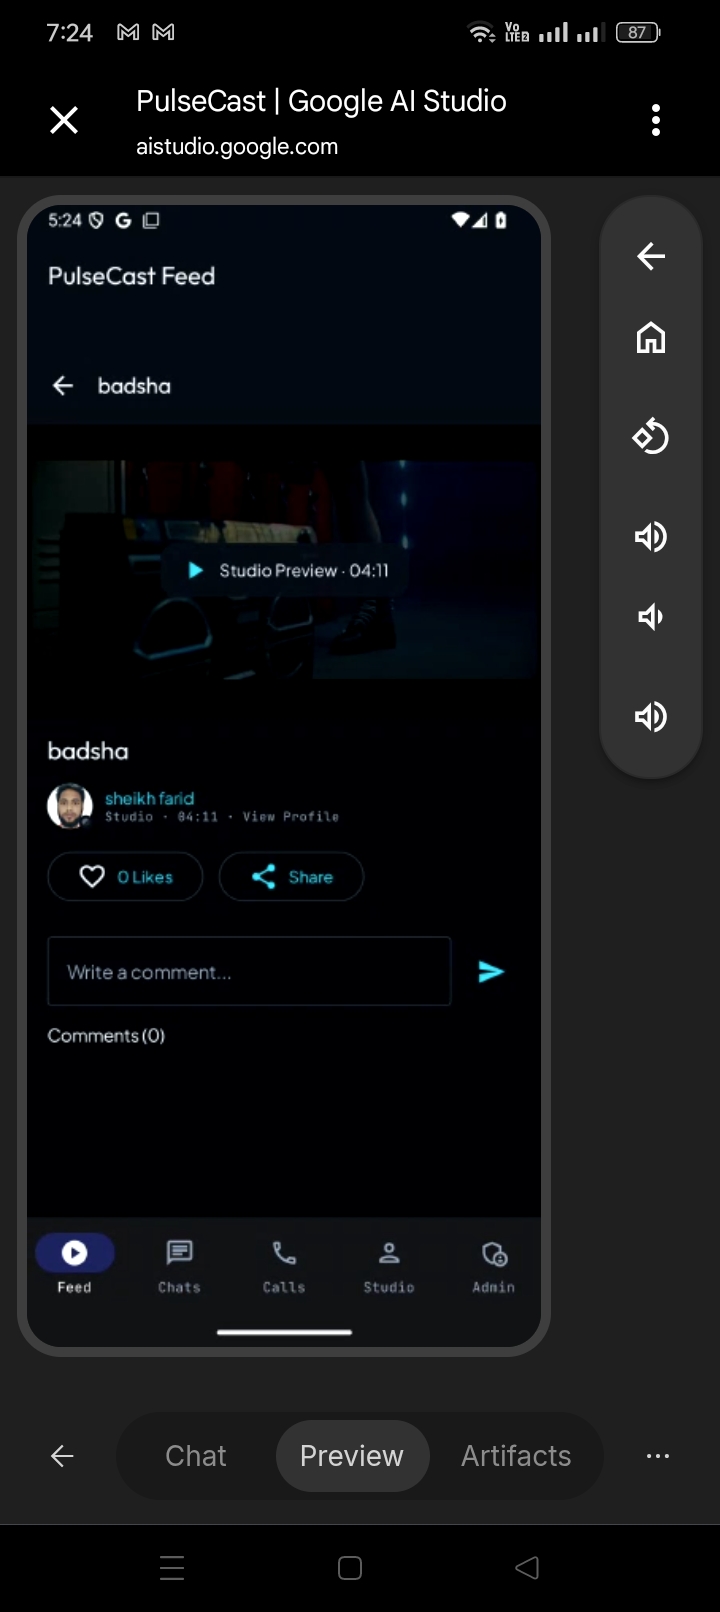 7:24
Vo
LTE2
87
PulseCast | Google AI Studio
aistudio.google.com
5:24
PulseCast Feed
badsha
Studio Preview · 04:11
badsha
sheikh farid
Studio · 04:11 · View Profile
0 Likes
Share
Write a comment...
Comments (0)
Feed
Chats
Calls
Studio
Admin
Chat
Preview
Artifacts